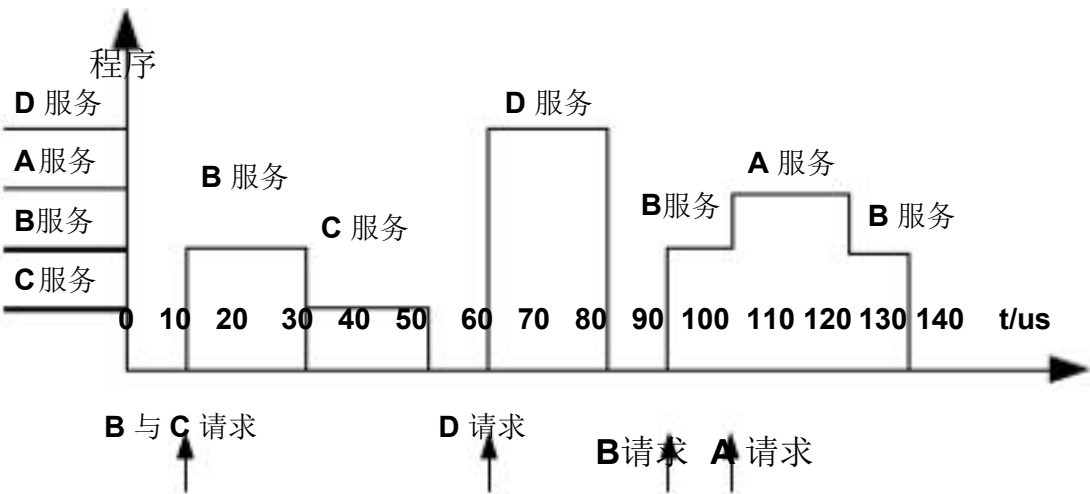 程序
D 服务
D 服务
A服务
A 服务
B 服务
B服务
B服务
B 服务
C 服务
C服务
0 10 20 30 40 50 60 70 80 90 100 110 120 130 140 t/us
B 与 C 请求
D 请求
B请求
A 请求